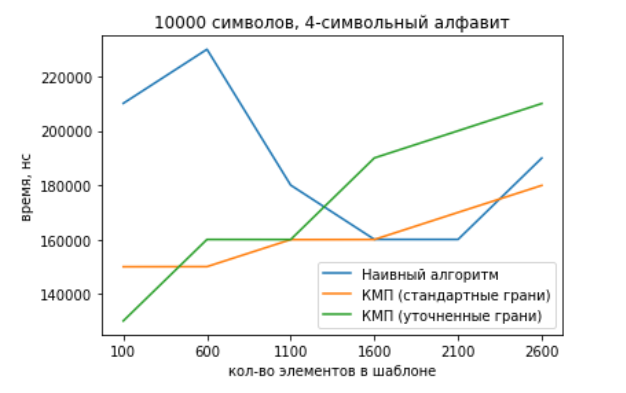 10000 символов, 4-символьный алфавит
время, нс
220000
200000
180000
160000
140000
Наивный алгоритм
КМП (стандартные грани)
КМП (уточненные грани)
100 600 1100 1600 2100 2600
кол-во элементов в шаблоне